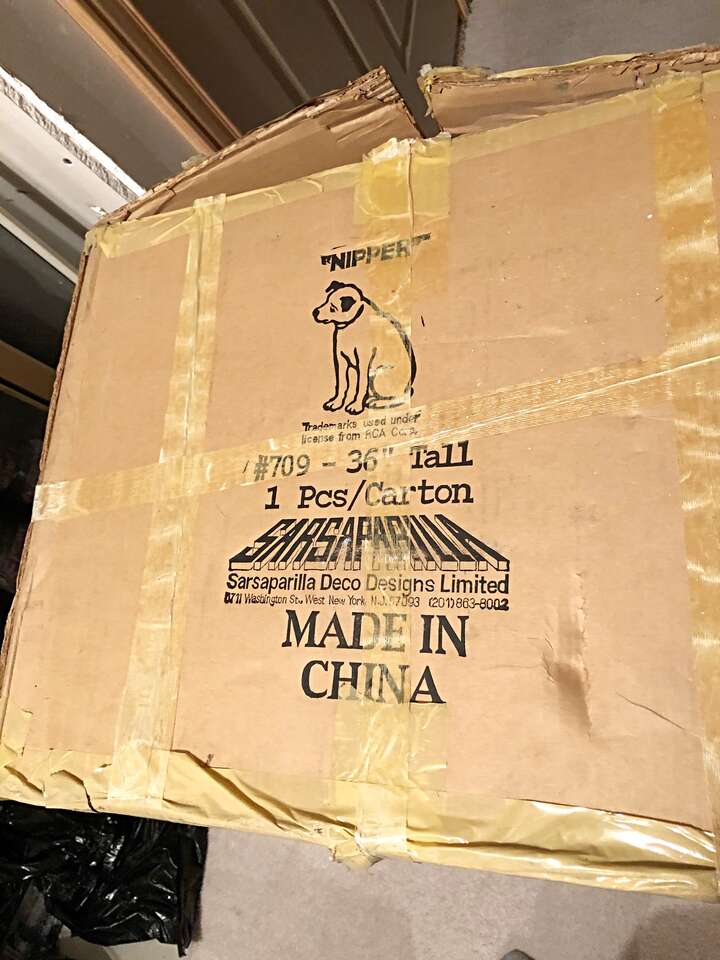 "NIPPER"
Trademarks used under
license from RCA Corp.
#709 - 36" Tall
1 Pcs/Carton
SARSAPARILLA
Sarsaparilla Deco Designs Limited
5711 Washington St., West New York N.J. 07093 (201) 863-8002
MADE IN
CHINA